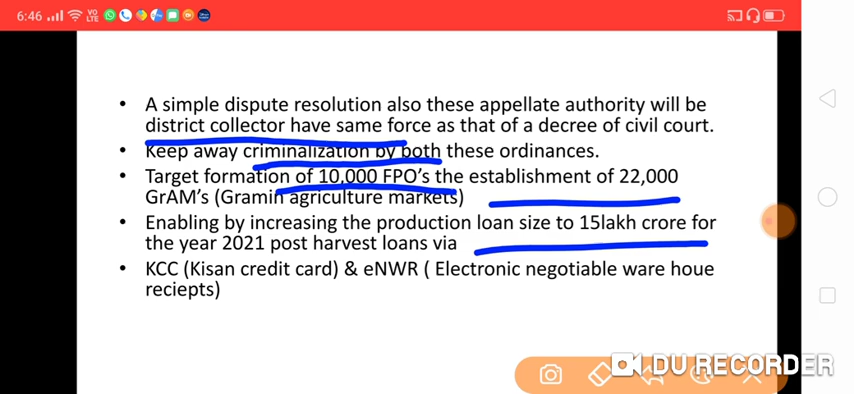 6:46 VO LTE
• A simple dispute resolution also these appellate authority will be
district collector have same force as that of a decree of civil court.
• Keep away criminalization by both these ordinances.
• Target formation of 10,000 FPO's the establishment of 22,000
GrAM's (Gramin agriculture markets)
• Enabling by increasing the production loan size to 15lakh crore for
the year 2021 post harvest loans via
• KCC (Kisan credit card) & eNWR ( Electronic negotiable ware houe
reciepts)
DU RECORDER